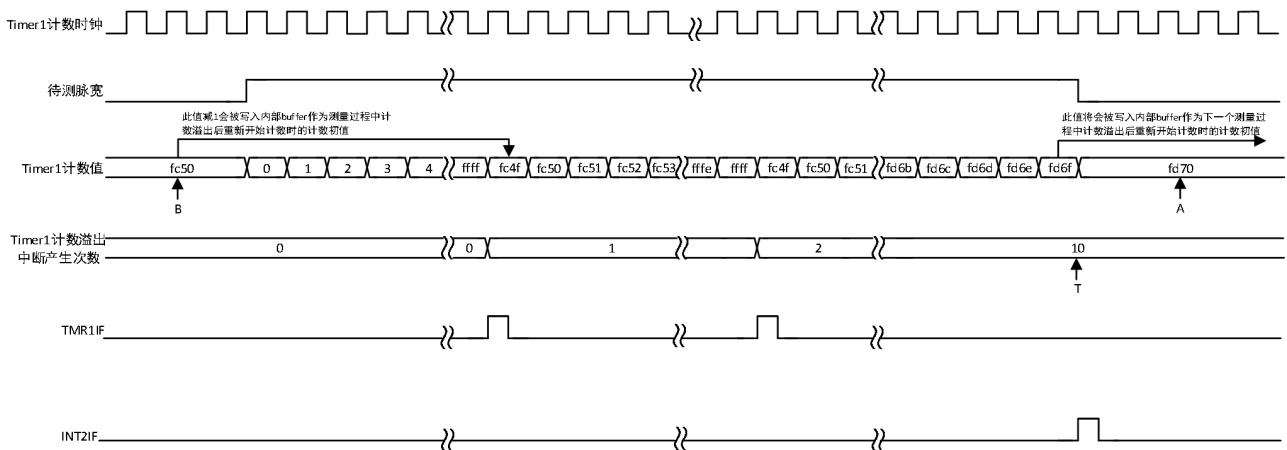 Timer1计数时钟
待测脉宽
此值减1会被写入内部buffer作为测量过程中计
数溢出后重新开始计数时的计数初值
此值将会被写入内部buffer作为下一个测量过
程中计数溢出后重新开始计数时的计数初值
Timer1计数值
fc50 0 1 2 3 4 ffff fc4f fc50 fc51 fc52 fc53 fffe ffff fc4f fc50 fc51 fd6b fd6c fd6d fd6e fd6f fd70
B A
Timer1计数溢出
中断产生次数
0 0 1 2 10
T
TMR1IF
INT2IF